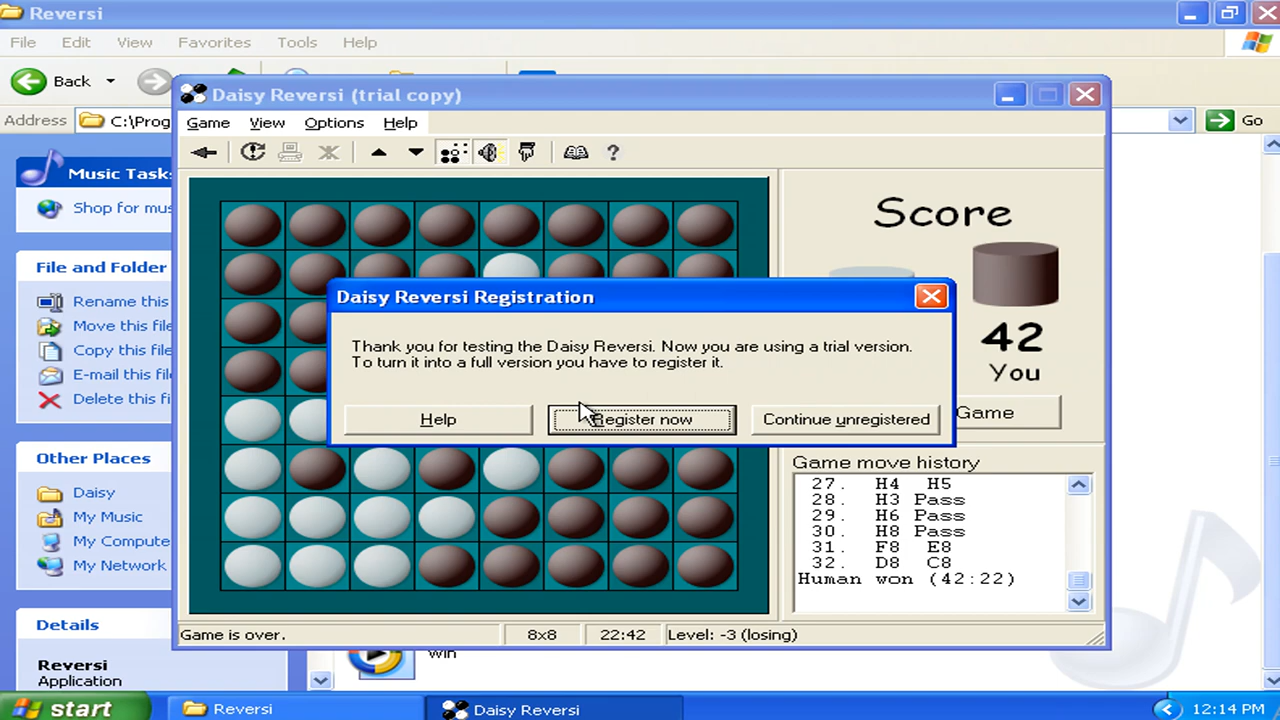 Reversi
File Edit View Favorites Tools Help
Back
Address C:\Prog
Go
Music Task
Shop for mus
File and Folder
Rename this
Move this file
Copy this file
E-mail this fil
Delete this fi
Other Places
Daisy
My Music
My Compute
My Network
Details
Reversi
Application
Daisy Reversi (trial copy)
Game View Options Help
Score
42
You
Game
Game move history
27. H4 H5
28. H3 Pass
29. H6 Pass
30. H8 Pass
31. F8 E8
32. D8 C8
Human won (42:22)
Game is over.
8x8
22:42
Level: -3 (losing)
Daisy Reversi Registration
Thank you for testing the Daisy Reversi. Now you are using a trial version.
To turn it into a full version you have to register it.
Help
Register now
Continue unregistered
win
start
Reversi
Daisy Reversi
12:14 PM